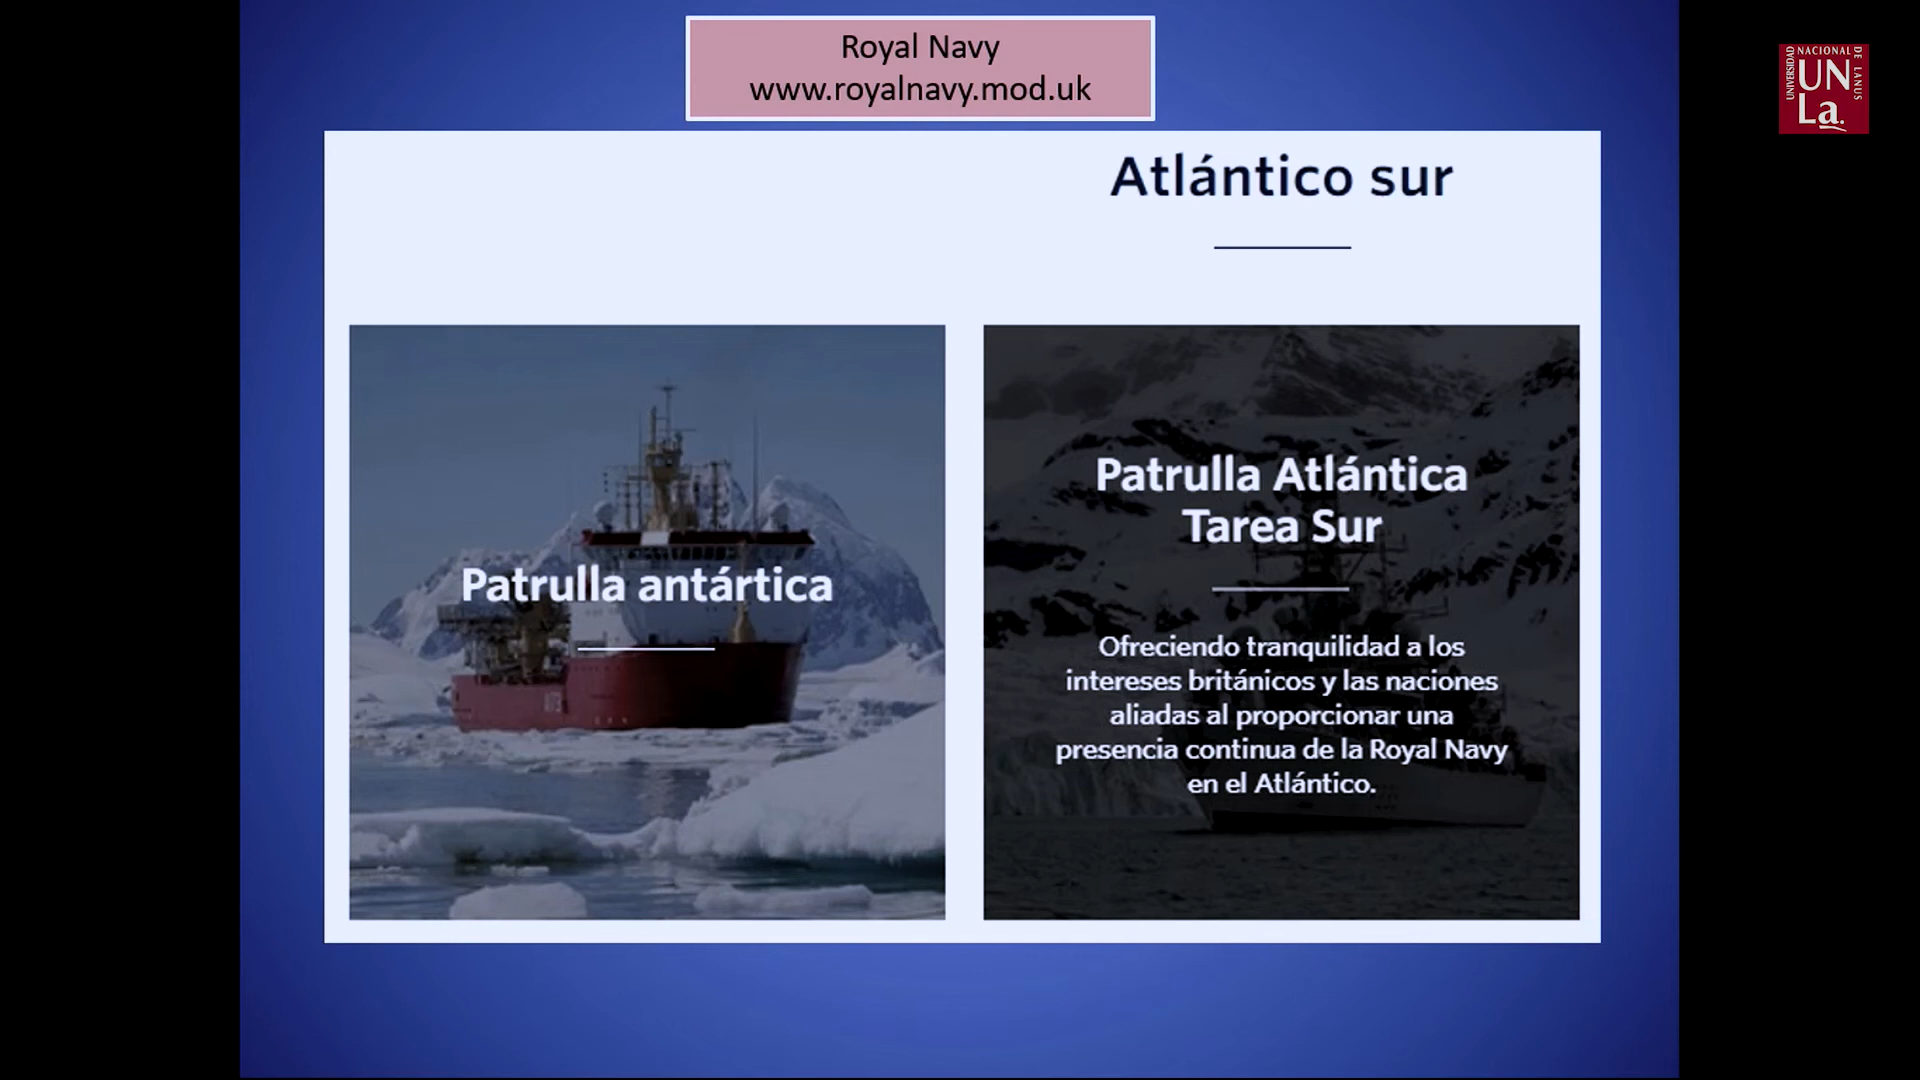 Royal Navy
www.royalnavy.mod.uk
UNIVERSIDAD NACIONAL DE LANUS
UN
La.
Atlántico sur
Patrulla antártica
Patrulla Atlántica
Tarea Sur
Ofreciendo tranquilidad a los
intereses británicos y las naciones
aliadas al proporcionar una
presencia continua de la Royal Navy
en el Atlántico.